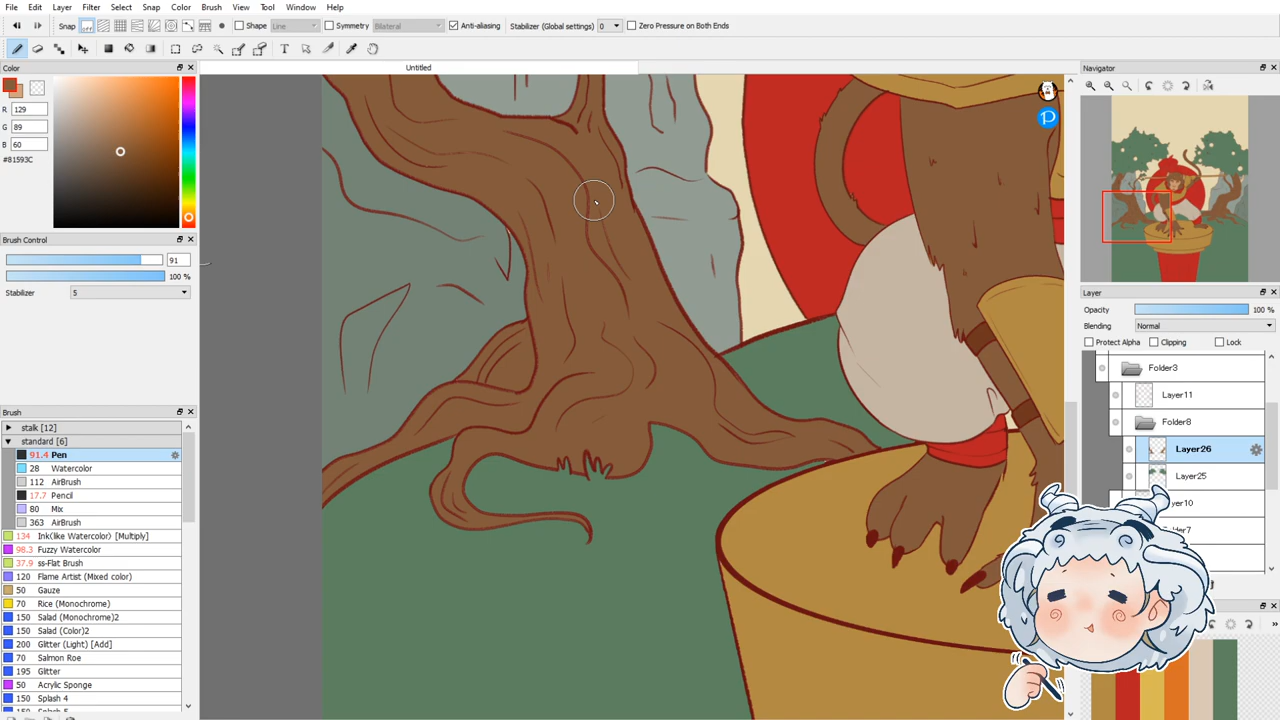 File Edit Layer Filter Select Snap Color Brush View Tool Window Help
Snap off Shape Line Symmetry Bilateral Anti-aliasing Stabilizer (Global settings) 0 Zero Pressure on Both Ends
Color
R 129
G 89
B 60
#81593C
Brush Control
91
100 %
Stabilizer 5
Brush
stalk [12]
standard [6]
91.4 Pen
28 Watercolor
112 AirBrush
17.7 Pencil
80 Mix
363 AirBrush
134 Ink(like Watercolor) [Multiply]
98.3 Fuzzy Watercolor
37.9 ss-Flat Brush
120 Flame Artist (Mixed color)
50 Gauze
70 Rice (Monochrome)
150 Salad (Monochrome)2
150 Salad (Color)2
200 Glitter (Light) [Add]
70 Salmon Roe
195 Glitter
50 Acrylic Sponge
150 Splash 4
Untitled
Navigator
Layer
Opacity 100 %
Blending Normal
Protect Alpha Clipping Lock
Folder3
Layer11
Folder8
Layer26
Layer25